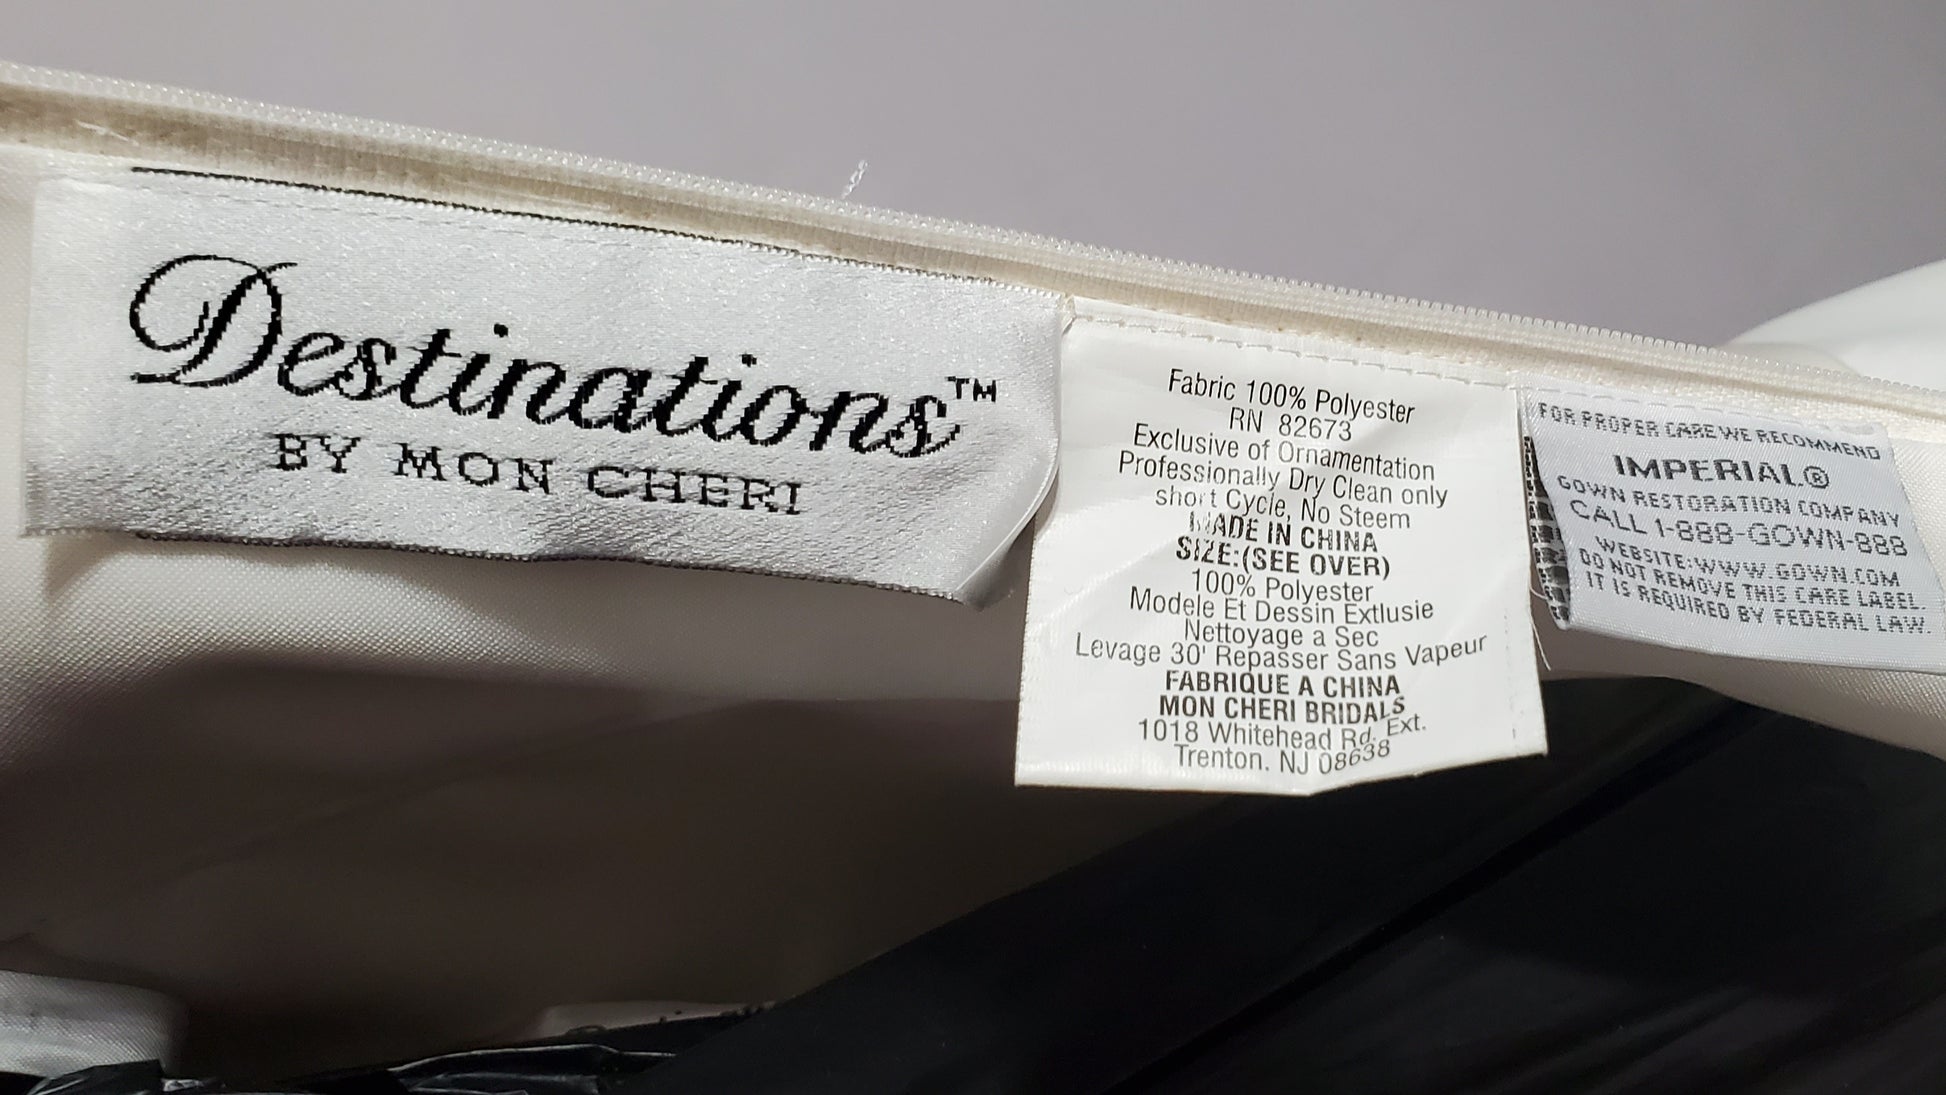 Destinations™
BY MON CHERI
Fabric 100% Polyester
RN 82673
Exclusive of Ornamentation
Professionally Dry Clean only
short Cycle, No Steem
MADE IN CHINA
SIZE:(SEE OVER)
100% Polyester
Modele Et Dessin Extlusie
Nettoyage a Sec
Levage 30' Repasser Sans Vapeur
FABRIQUE A CHINA
MON CHERI BRIDALS
1018 Whitehead Rd. Ext.
Trenton. NJ 08638
FOR PROPER CARE WE RECOMMEND
IMPERIAL®
GOWN RESTORATION COMPANY
CALL 1-888-GOWN-888
WEBSITE:WWW.GOWN.COM
DO NOT REMOVE THIS CARE LABEL.
IT IS REQUIRED BY FEDERAL LAW.